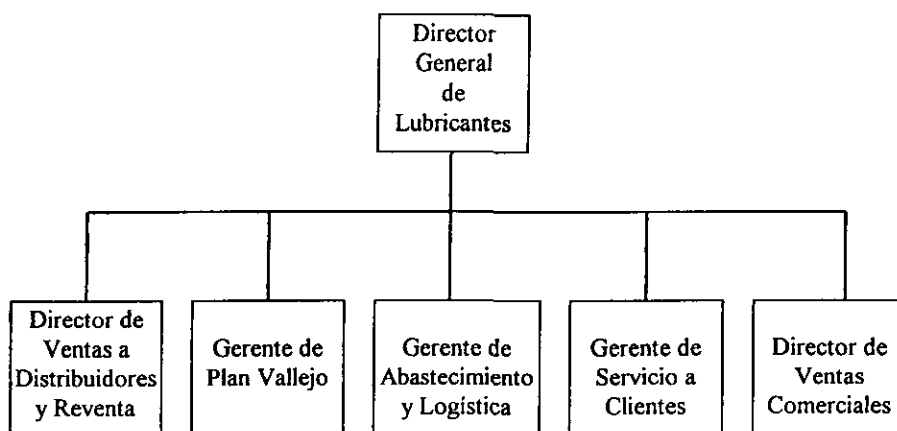 Director
General
de
Lubricantes
Director de
Ventas a
Distribuidores
y Reventa
Gerente de
Plan Vallejo
Gerente de
Abastecimiento
y Logística
Gerente de
Servicio a
Clientes
Director de
Ventas
Comerciales